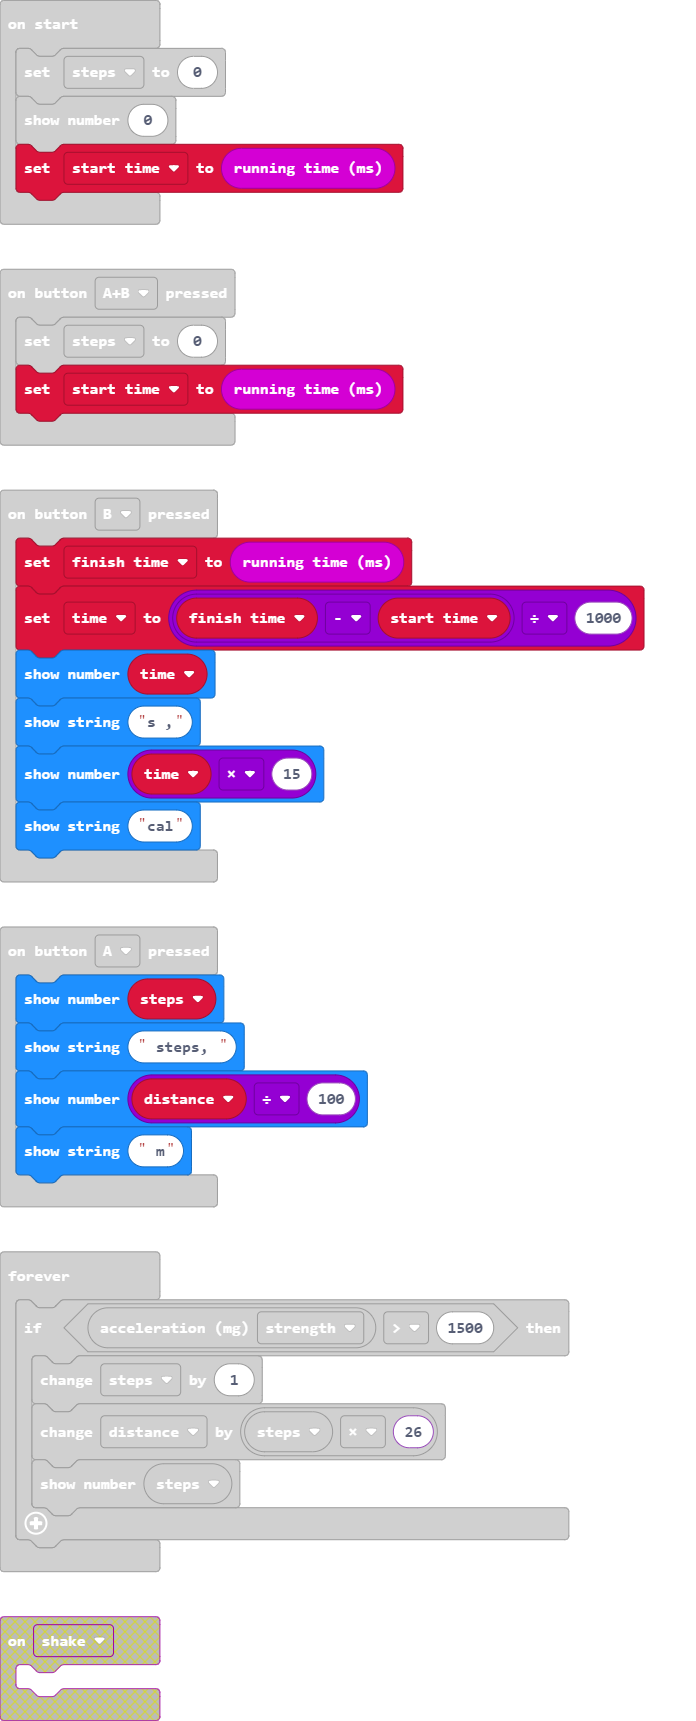 on start
set steps to 0
show number 0
set start time to running time (ms)
on button A+B pressed
set steps to 0
set start time to running time (ms)
on button B pressed
set finish time to running time (ms)
set time to finish time - start time ÷ 1000
show number time
show string "s ,"
show number time × 15
show string "cal"
on button A pressed
show number steps
show string " steps, "
show number distance ÷ 100
show string " m"
forever
if acceleration (mg) strength > 1500 then
change steps by 1
change distance by steps × 26
show number steps
on shake